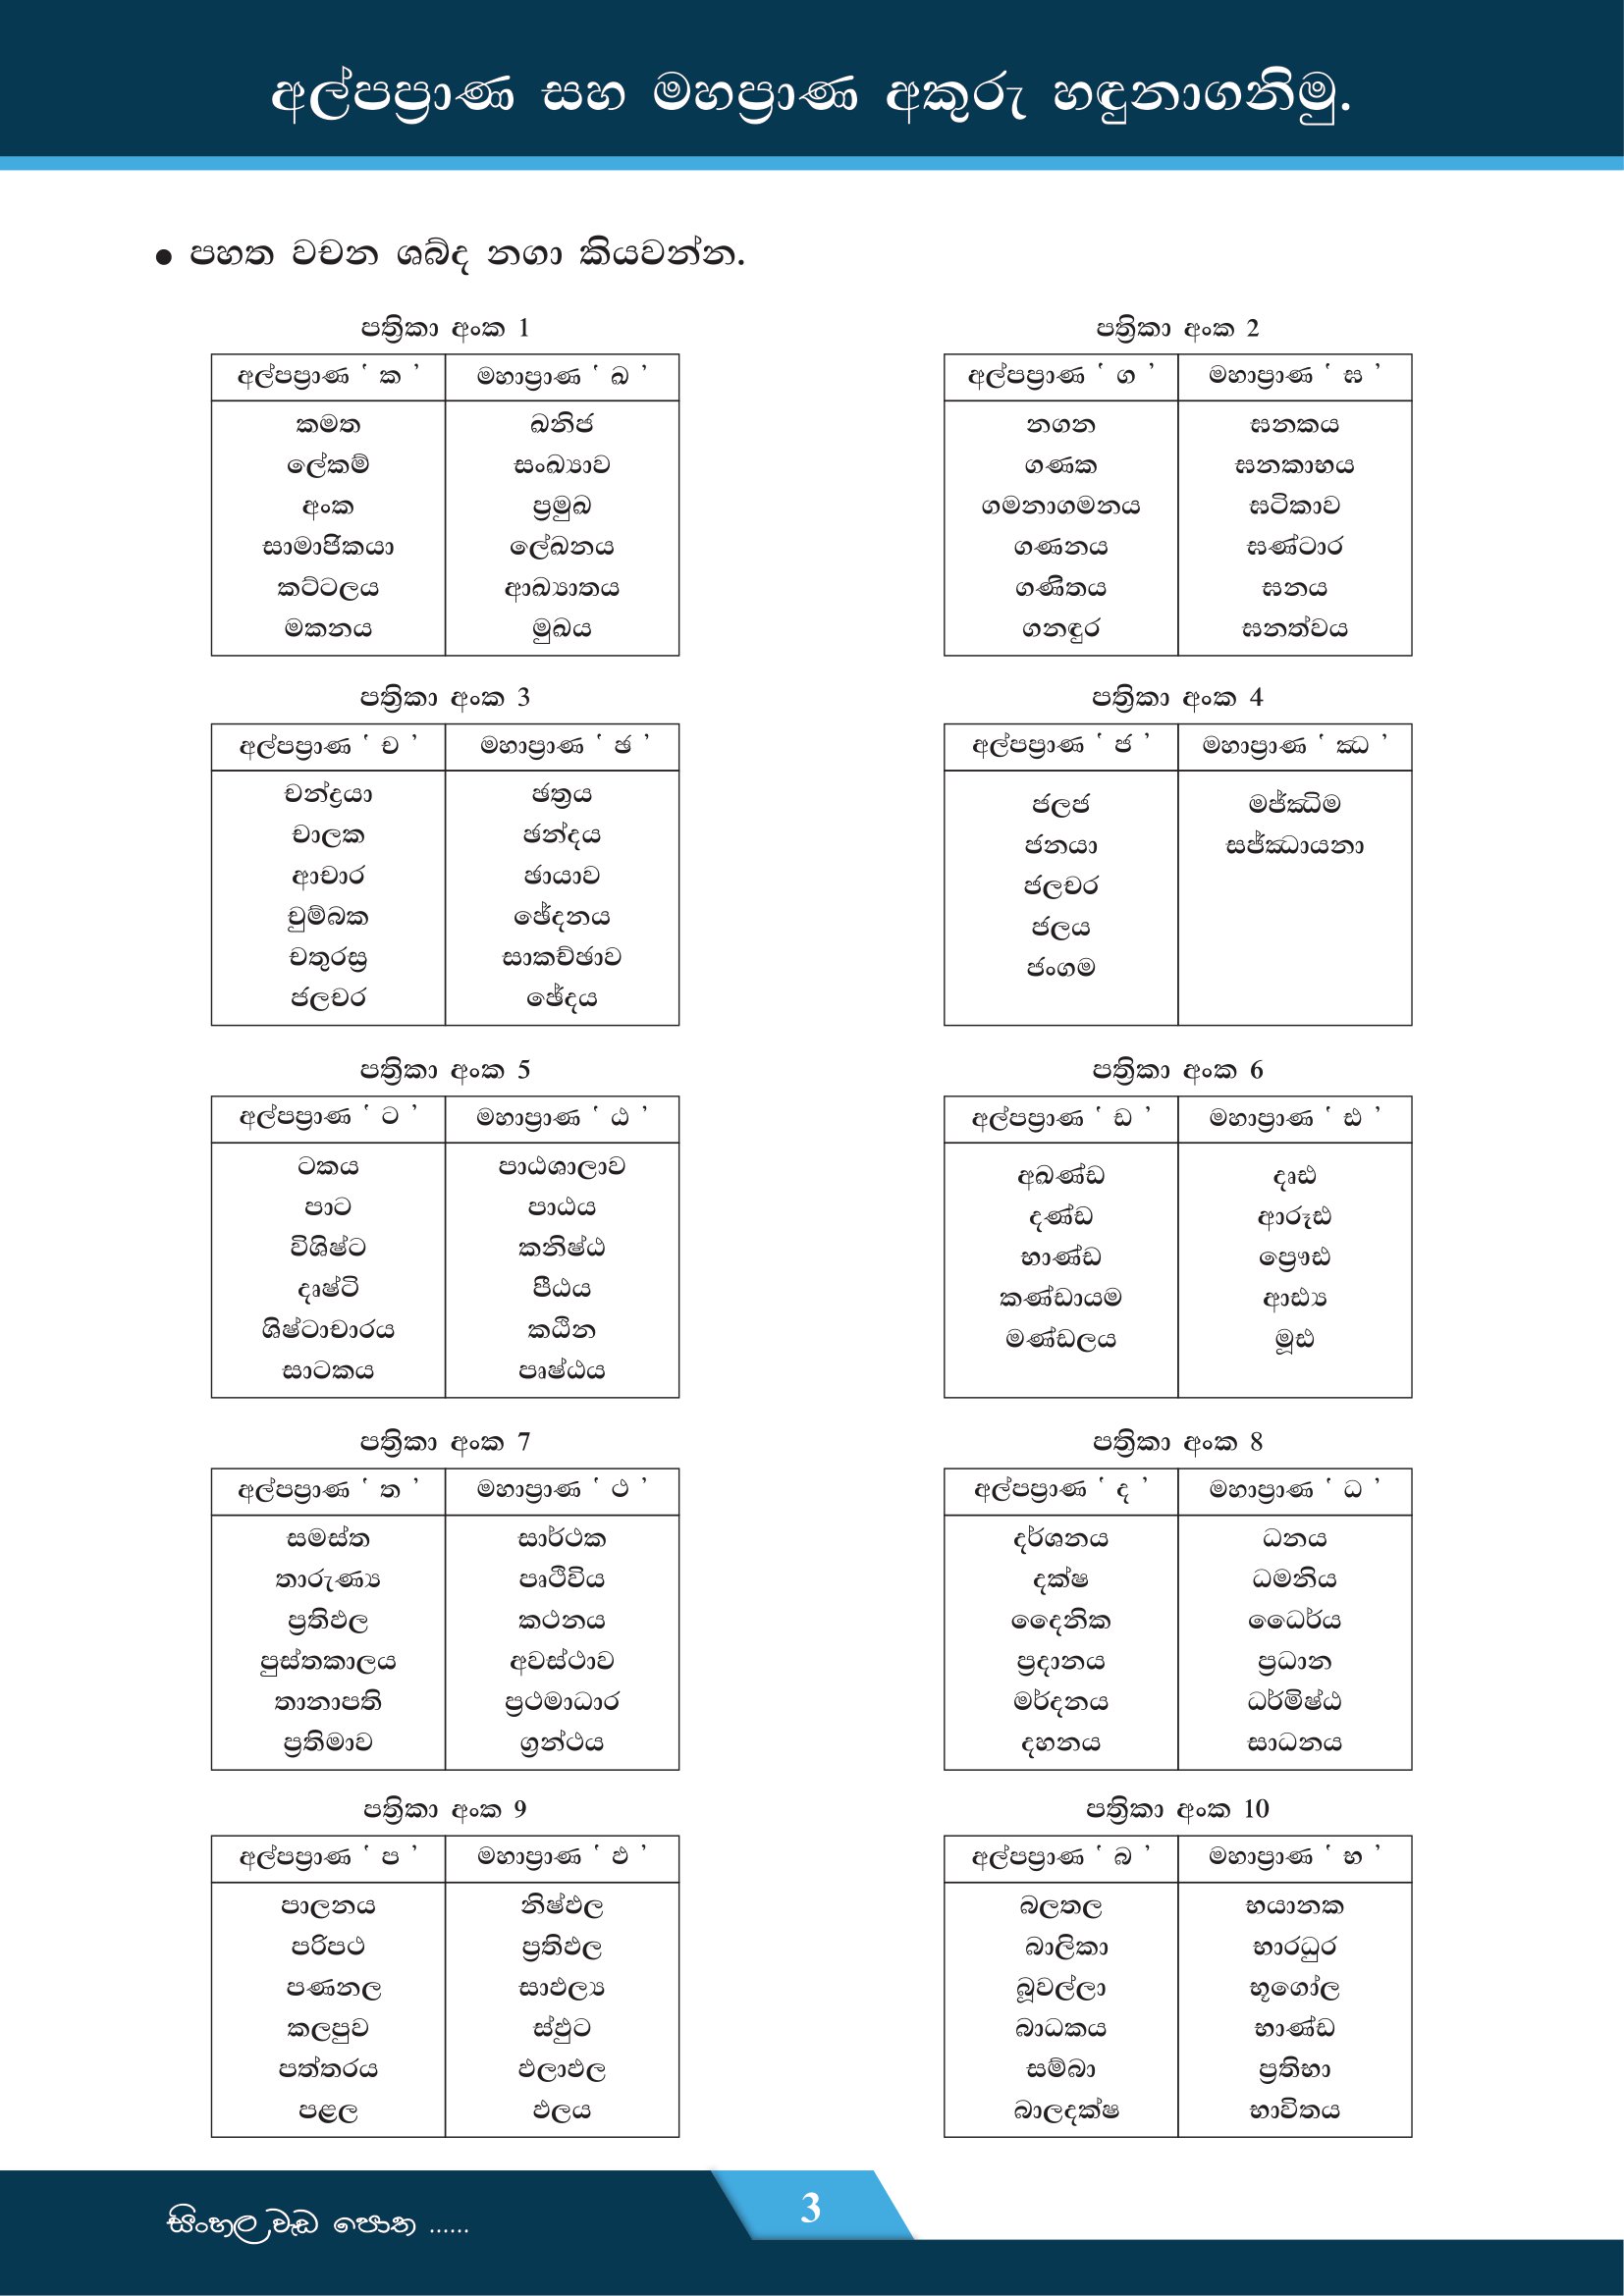 අල්පප්‍රාණ සහ මහප්‍රාණ අකුරු හඳුනාගනිමු.
● පහත වචන ශබ්ද නගා කියවන්න.
පත්‍රිකා අංක 1
අල්පප්‍රාණ ‘ ක ’ මහාප්‍රාණ ‘ ඛ ’
කමත ඛනිජ
ලේකම් සංඛ්‍යාව
අංක ප්‍රමුඛ
සාමාජිකයා ලේඛනය
කට්ටලය ආඛ්‍යාතය
මකනය මුඛය
පත්‍රිකා අංක 2
අල්පප්‍රාණ ‘ ග ’ මහාප්‍රාණ ‘ ඝ ’
නගන ඝනකය
ගණක ඝනකාභය
ගමනාගමනය ඝටිකාව
ගණනය ඝණ්ටාර
ගණිතය ඝනය
ගනඳුර ඝනත්වය
පත්‍රිකා අංක 3
අල්පප්‍රාණ ‘ ච ’ මහාප්‍රාණ ‘ ඡ ’
චන්ද්‍රයා ඡත්‍රය
චාලක ඡන්දය
ආචාර ඡායාව
චුම්බක ඡේදනය
චතුරස්‍ර සාකච්ඡාව
ජලචර ඡේදය
පත්‍රිකා අංක 4
අල්පප්‍රාණ ‘ ජ ’ මහාප්‍රාණ ‘ ඣ ’
ජලජ මජ්ඣිම
ජනයා සජ්ඣායනා
ජලචර
ජලය
ජංගම
පත්‍රිකා අංක 5
අල්පප්‍රාණ ‘ ට ’ මහාප්‍රාණ ‘ ඨ ’
ටකය පාඨශාලාව
පාට පාඨය
විශිෂ්ට කනිෂ්ඨ
දෘෂ්ටි පීඨය
ශිෂ්ටාචාරය කඨින
සාටකය පෘෂ්ඨය
පත්‍රිකා අංක 6
අල්පප්‍රාණ ‘ ඩ ’ මහාප්‍රාණ ‘ ඪ ’
අඛණ්ඩ දෘඪ
දණ්ඩ ආරූඪ
භාණ්ඩ ප්‍රෞඪ
කණ්ඩායම ආඪ්‍ය
මණ්ඩලය මූඪ
පත්‍රිකා අංක 7
අල්පප්‍රාණ ‘ ත ’ මහාප්‍රාණ ‘ ථ ’
සමස්ත සාර්ථක
තාරුණ්‍ය පෘථිවිය
ප්‍රතිඵල කථනය
පුස්තකාලය අවස්ථාව
තානාපති ප්‍රථමාධාර
ප්‍රතිමාව ග්‍රන්ථය
පත්‍රිකා අංක 8
අල්පප්‍රාණ ‘ ද ’ මහාප්‍රාණ ‘ ධ ’
දර්ශනය ධනය
දක්ෂ ධමනිය
දෛනික ධෛර්ය
ප්‍රදානය ප්‍රධාන
මර්දනය ධර්මිෂ්ඨ
දහනය සාධනය
පත්‍රිකා අංක 9
අල්පප්‍රාණ ‘ ප ’ මහාප්‍රාණ ‘ ඵ ’
පාලනය නිෂ්ඵල
පරිපථ ප්‍රතිඵල
පණනල සාඵල්‍ය
කලපුව ස්ඵුට
පත්තරය ඵලාඵල
පළල ඵලය
පත්‍රිකා අංක 10
අල්පප්‍රාණ ‘ බ ’ මහාප්‍රාණ ‘ භ ’
බලතල භයානක
බාලිකා භාරධුර
බූවල්ලා භූගෝල
බාධකය භාණ්ඩ
සම්බා ප්‍රතිභා
බාලදක්ෂ භාවිතය
සිංහල වැඩ පොත ......
3